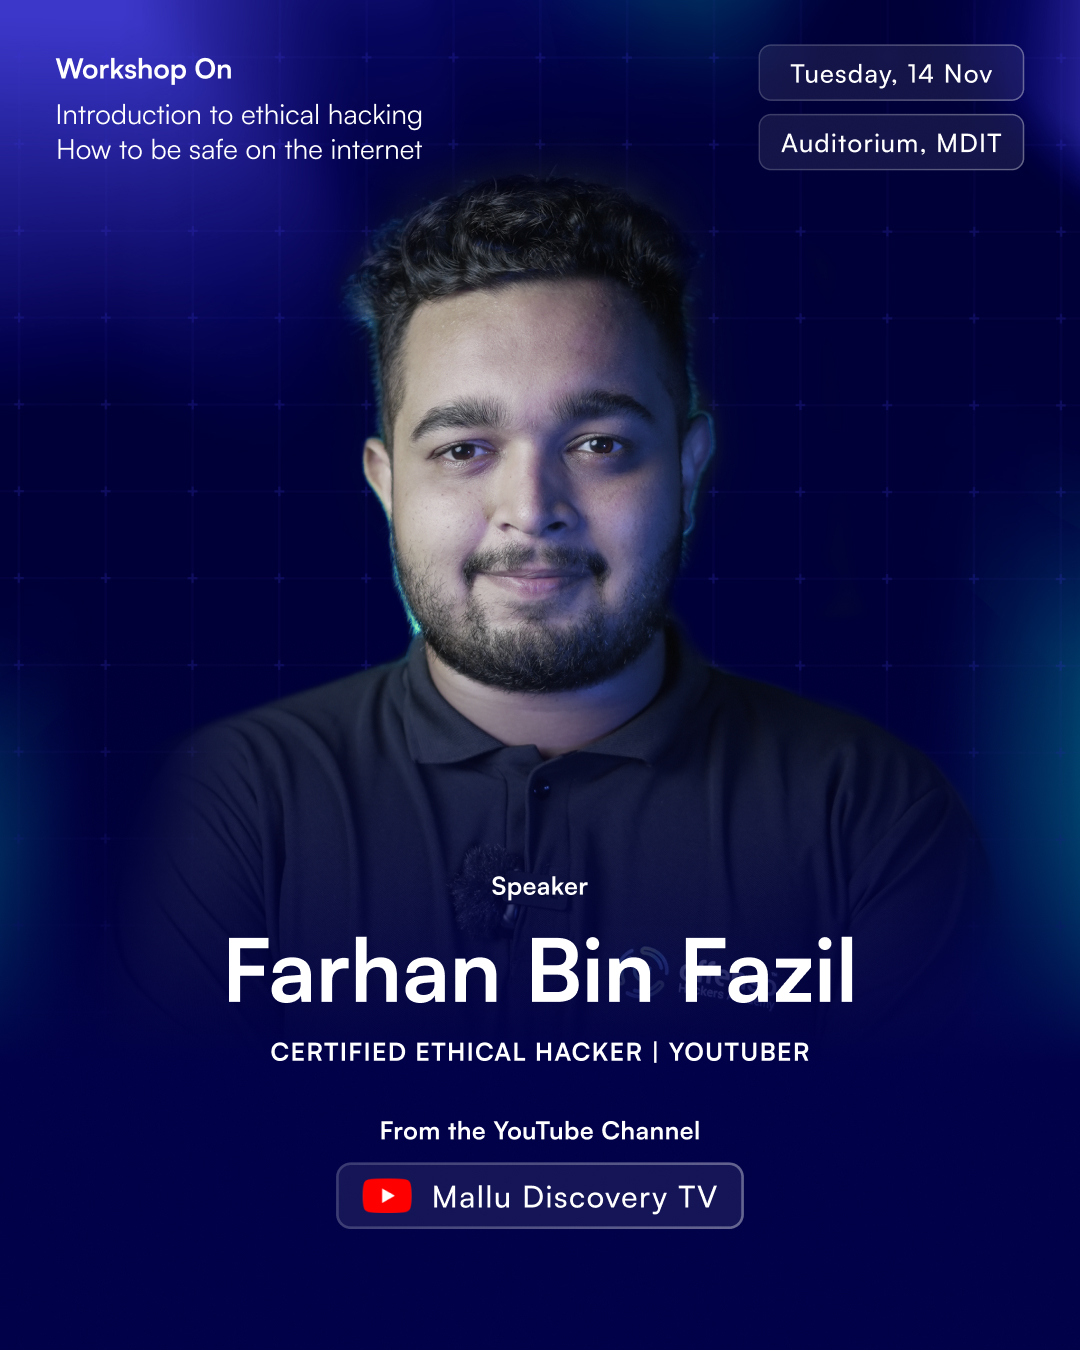 Workshop On
Introduction to ethical hacking
How to be safe on the internet
Tuesday, 14 Nov
Auditorium, MDIT
Speaker
Farhan Bin Fazil
CERTIFIED ETHICAL HACKER | YOUTUBER
From the YouTube Channel
Mallu Discovery TV